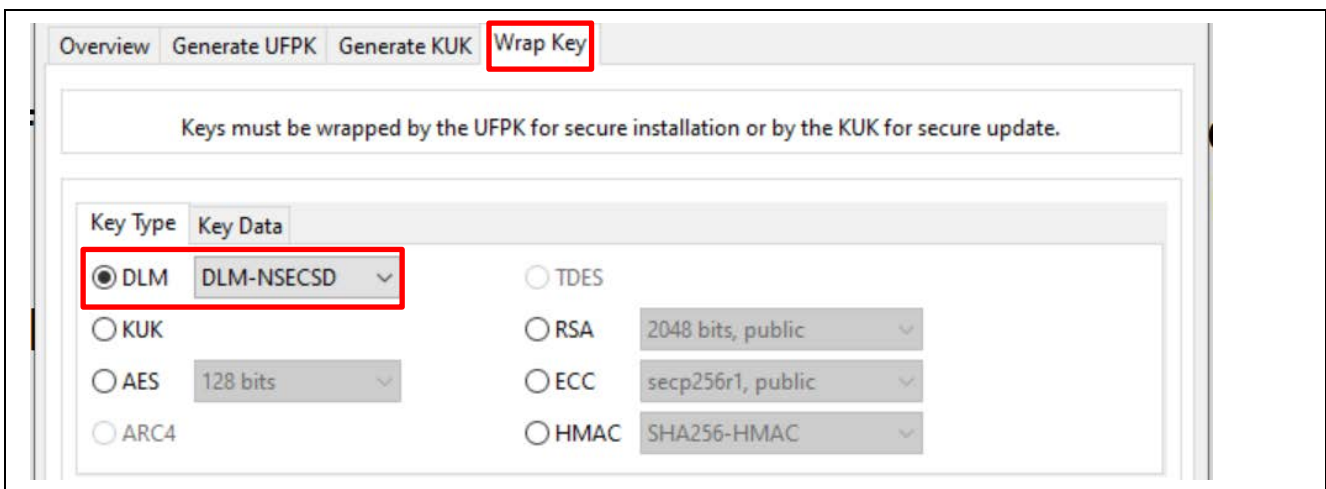 Overview Generate UFPK Generate KUK Wrap Key
Keys must be wrapped by the UFPK for secure installation or by the KUK for secure update.
Key Type Key Data
DLM DLM-NSECSD TDES
KUK RSA 2048 bits, public
AES 128 bits ECC secp256r1, public
ARC4 HMAC SHA256-HMAC